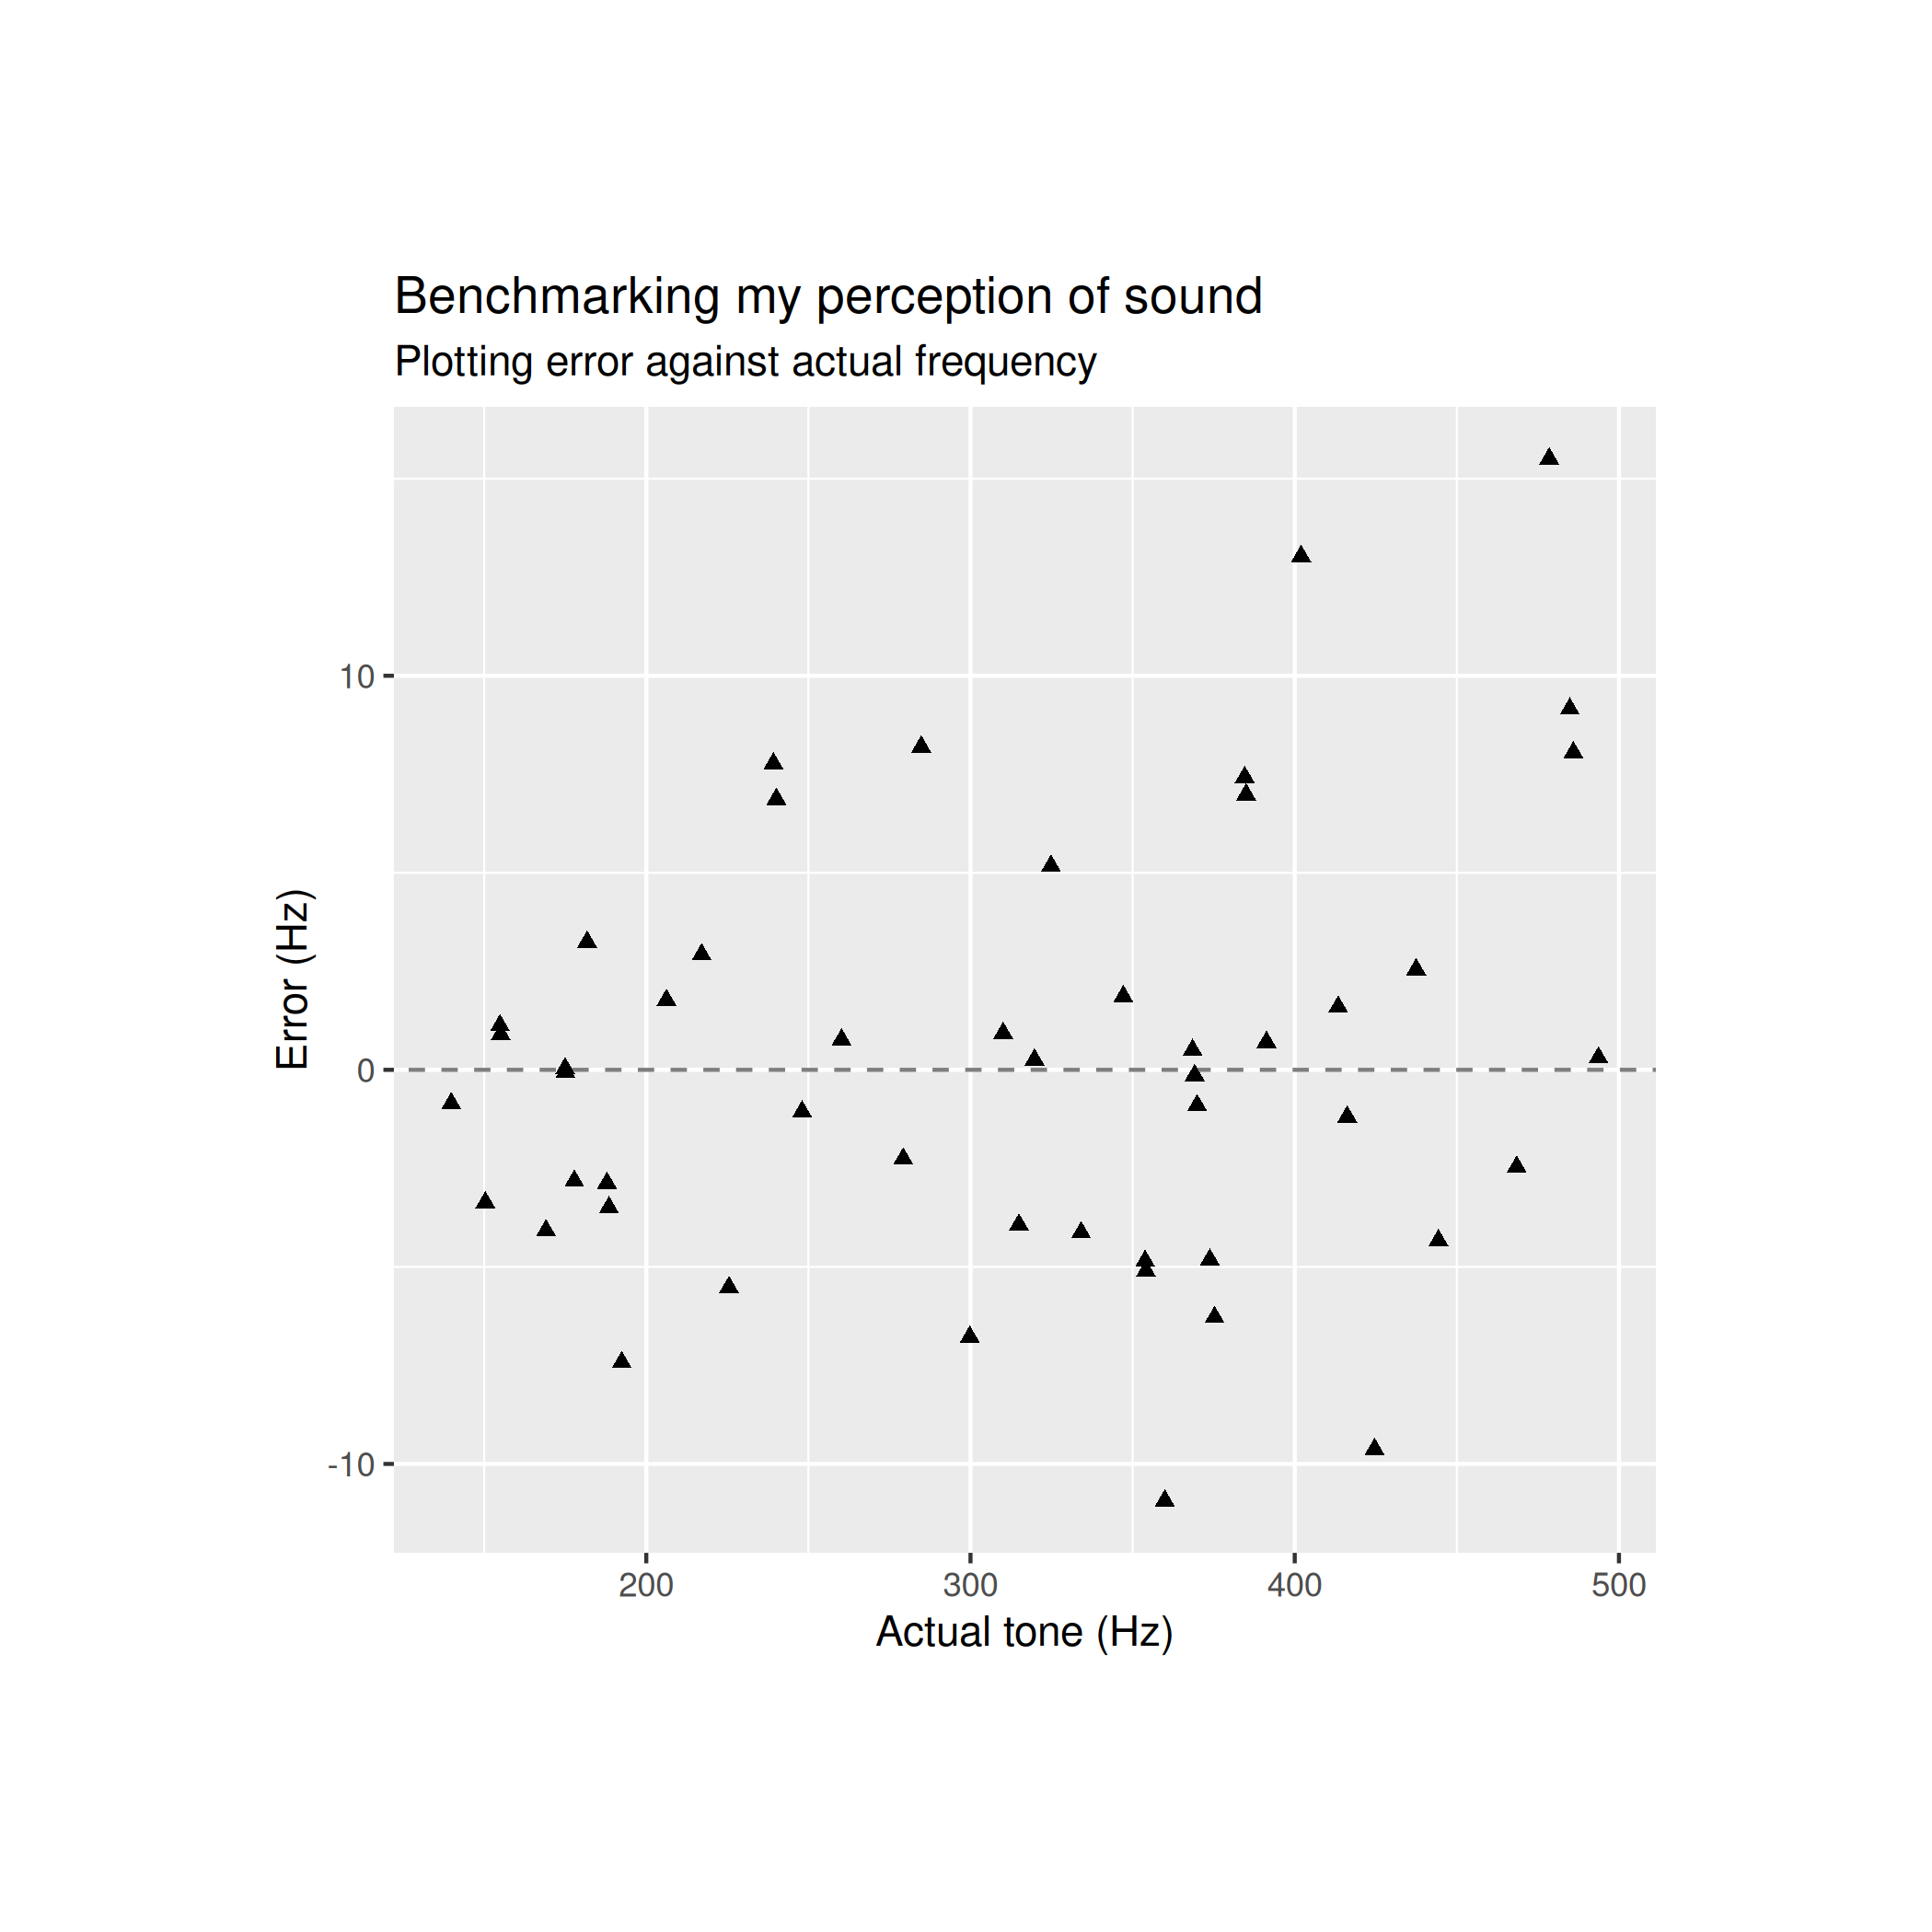 Benchmarking my perception of sound
Plotting error against actual frequency
10
0
-10
Error (Hz)
200 300 400 500
Actual tone (Hz)